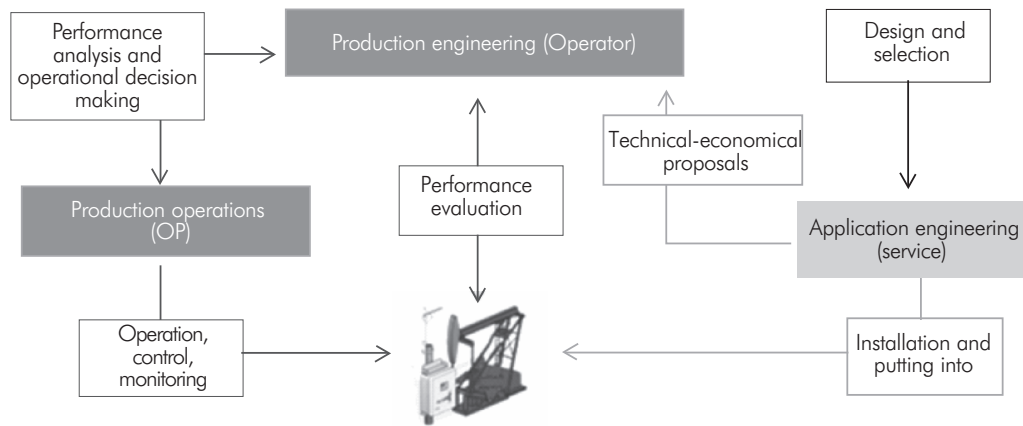 Performance
analysis and
operational decision
making
Production engineering (Operator)
Design and
selection
Technical-economical
proposals
Performance
evaluation
Production operations
(OP)
Application engineering
(service)
Operation,
control,
monitoring
Installation and
putting into